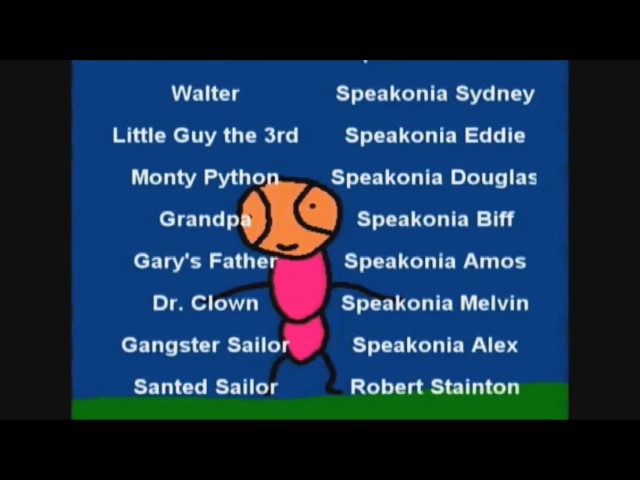 Walter Speakonia Sydney
Little Guy the 3rd Speakonia Eddie
Monty Python Speakonia Douglas
Grandpa Speakonia Biff
Gary's Father Speakonia Amos
Dr. Clown Speakonia Melvin
Gangster Sailor Speakonia Alex
Santed Sailor Robert Stainton